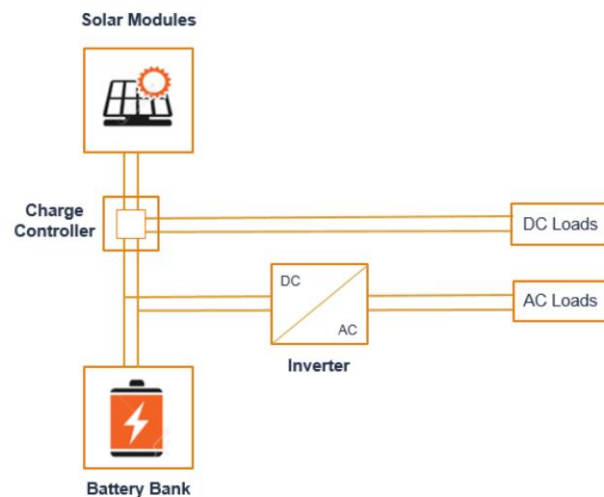 Solar Modules
Charge
Controller
DC Loads
DC
AC
AC Loads
Inverter
Battery Bank